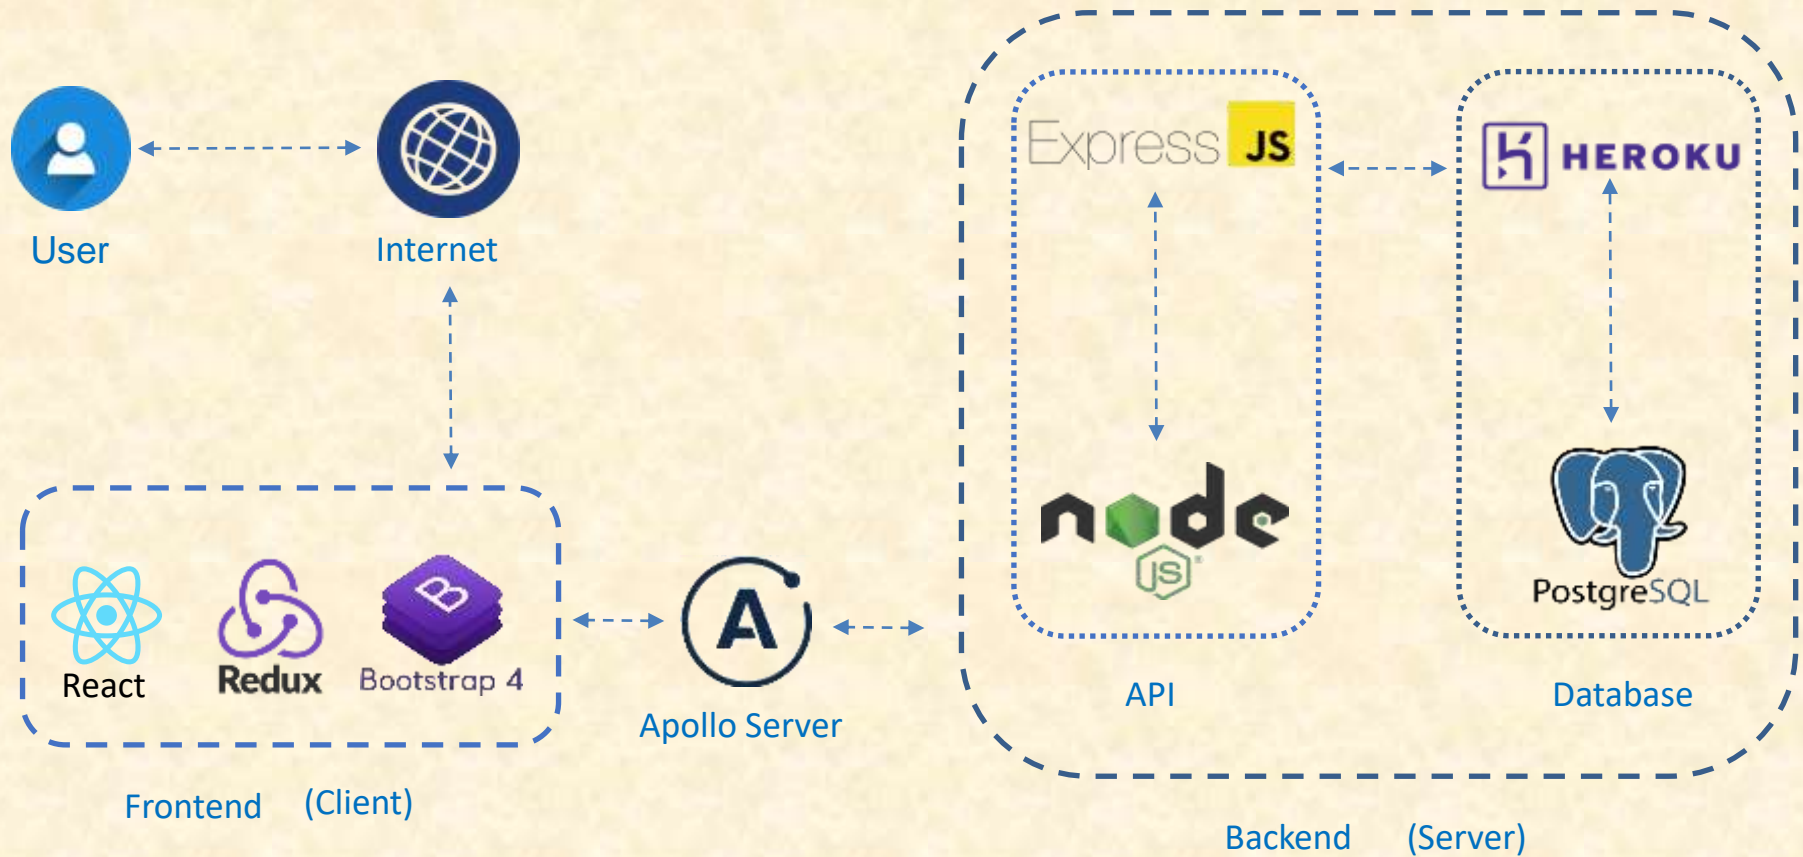 User
Internet
Express JS
HEROKU
node
JS
PostgreSQL
API
Database
React
Redux
B
Bootstrap 4
A
Apollo Server
Frontend (Client)
Backend (Server)